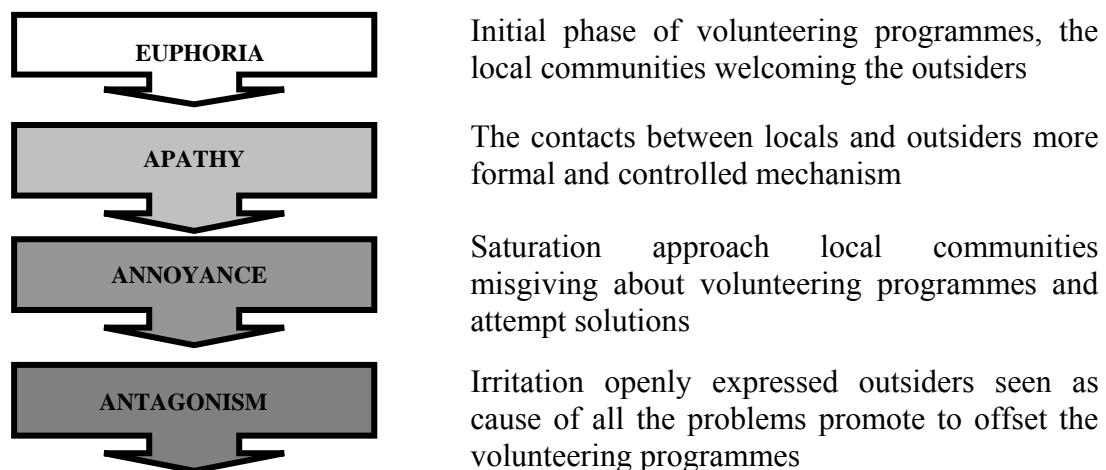 EUPHORIA
Initial phase of volunteering programmes, the
local communities welcoming the outsiders
APATHY
The contacts between locals and outsiders more
formal and controlled mechanism
ANNOYANCE
Saturation approach local communities
misgiving about volunteering programmes and
attempt solutions
ANTAGONISM
Irritation openly expressed outsiders seen as
cause of all the problems promote to offset the
volunteering programmes